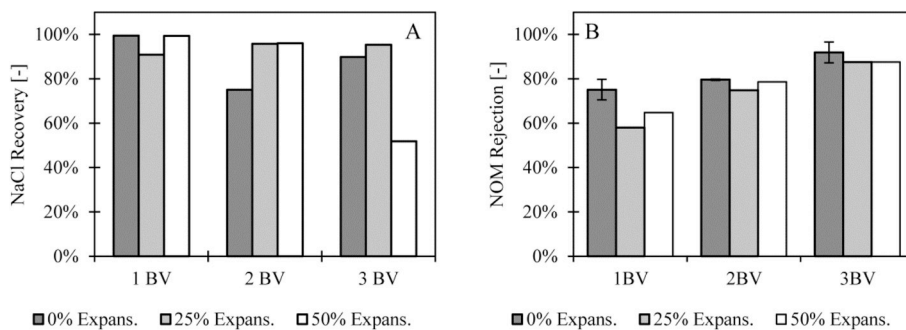 A
NaCl Recovery [-]
100%
80%
60%
40%
20%
0%
1 BV 2 BV 3 BV
0% Expans. 25% Expans. 50% Expans.
B
NOM Rejection [-]
100%
80%
60%
40%
20%
0%
1BV 2BV 3BV
0% Expans. 25% Expans. 50% Expans.